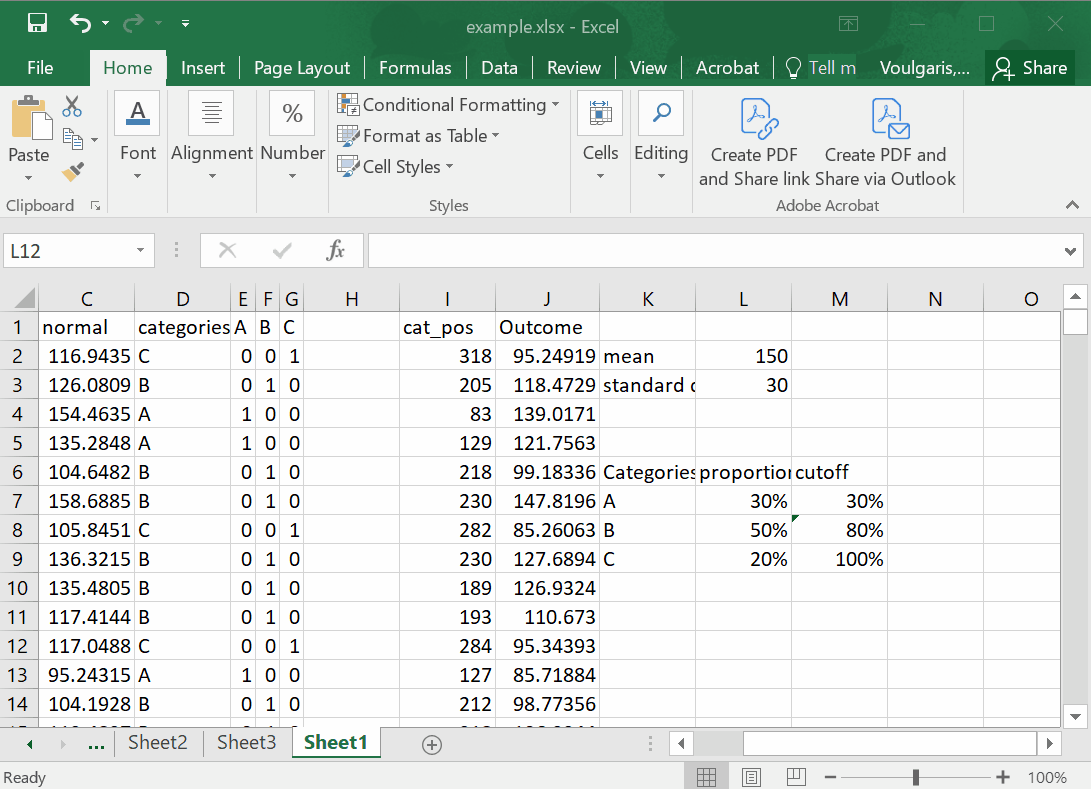 example.xlsx - Excel
File Home Insert Page Layout Formulas Data Review View Acrobat Tell m Voulgaris,... Share
Paste
Clipboard
A
Font
Alignment
%
Number
Conditional Formatting
Format as Table
Cell Styles
Styles
Cells
Editing
Create PDF and Share link
Create PDF and Share via Outlook
Adobe Acrobat
L12 fx
C D E F G H I J K L M N O
1 normal categories A B C cat_pos Outcome
2 116.9435 C 0 0 1 318 95.24919 mean 150
3 126.0809 B 0 1 0 205 118.4729 standard 30
4 154.4635 A 1 0 0 83 139.0171
5 135.2848 A 1 0 0 129 121.7563
6 104.6482 B 0 1 0 218 99.18336 Categories proportion cutoff
7 158.6885 B 0 1 0 230 147.8196 A 30% 30%
8 105.8451 C 0 0 1 282 85.26063 B 50% 80%
9 136.3215 B 0 1 0 230 127.6894 C 20% 100%
10 135.4805 B 0 1 0 189 126.9324
11 117.4144 B 0 1 0 193 110.673
12 117.0488 C 0 0 1 284 95.34393
13 95.24315 A 1 0 0 127 85.71884
14 104.1928 B 0 1 0 212 98.77356
... Sheet2 Sheet3 Sheet1
Ready 100%